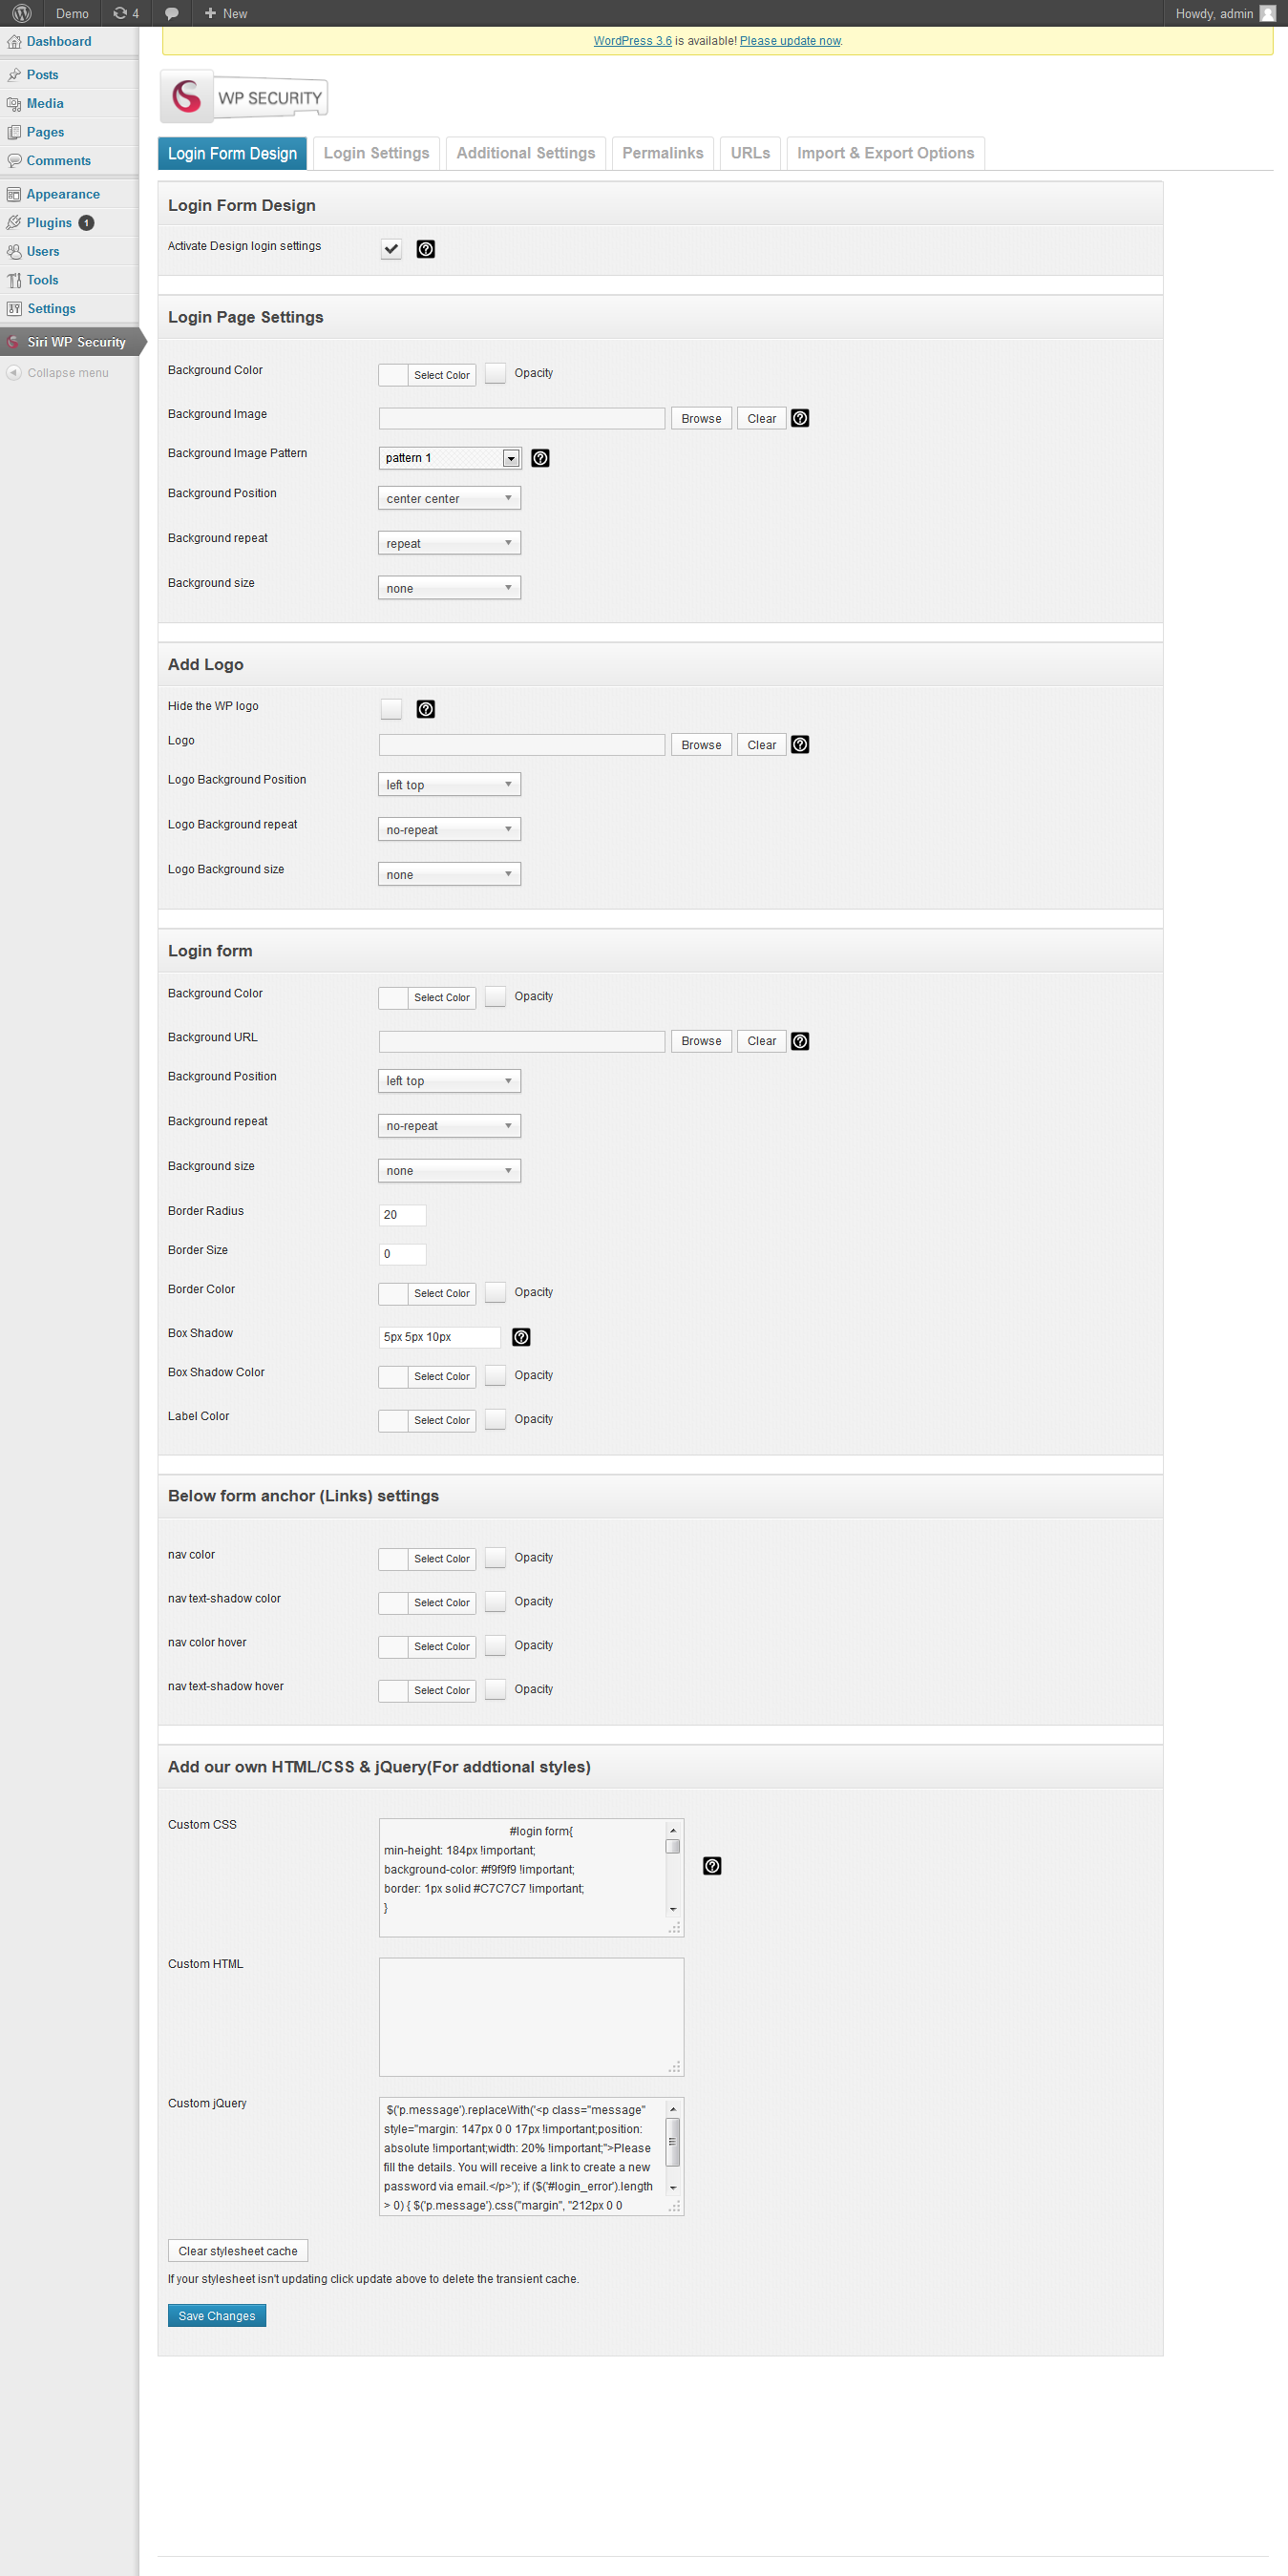 Demo 4 New Howdy, admin
WordPress 3.6 is available! Please update now.
Dashboard
Posts
Media
Pages
Comments
Appearance
Plugins 1
Users
Tools
Settings
Siri WP Security
Collapse menu
WP SECURITY
Login Form Design Login Settings Additional Settings Permalinks URLs Import & Export Options
Login Form Design
Activate Design login settings
Login Page Settings
Background Color Select Color Opacity
Background Image Browse Clear
Background Image Pattern pattern 1
Background Position center center
Background repeat repeat
Background size none
Add Logo
Hide the WP logo
Logo Browse Clear
Logo Background Position left top
Logo Background repeat no-repeat
Logo Background size none
Login form
Background Color Select Color Opacity
Background URL Browse Clear
Background Position left top
Background repeat no-repeat
Background size none
Border Radius 20
Border Size 0
Border Color Select Color Opacity
Box Shadow 5px 5px 10px
Box Shadow Color Select Color Opacity
Label Color Select Color Opacity
Below form anchor (Links) settings
nav color Select Color Opacity
nav text-shadow color Select Color Opacity
nav color hover Select Color Opacity
nav text-shadow hover Select Color Opacity
Add our own HTML/CSS & jQuery(For addtional styles)
Custom CSS
#login form{
min-height: 184px !important;
background-color: #f9f9f9 !important;
border: 1px solid #C7C7C7 !important;
}
Custom HTML
Custom jQuery
$('p.message').replaceWith('<p class="message"
style="margin: 147px 0 0 17px !important;position:
absolute !important;width: 20% !important;">Please
fill the details. You will receive a link to create a new
password via email.</p>'); if ($('#login_error').length
> 0) { $('p.message').css("margin", "212px 0 0
Clear stylesheet cache
If your stylesheet isn't updating click update above to delete the transient cache.
Save Changes